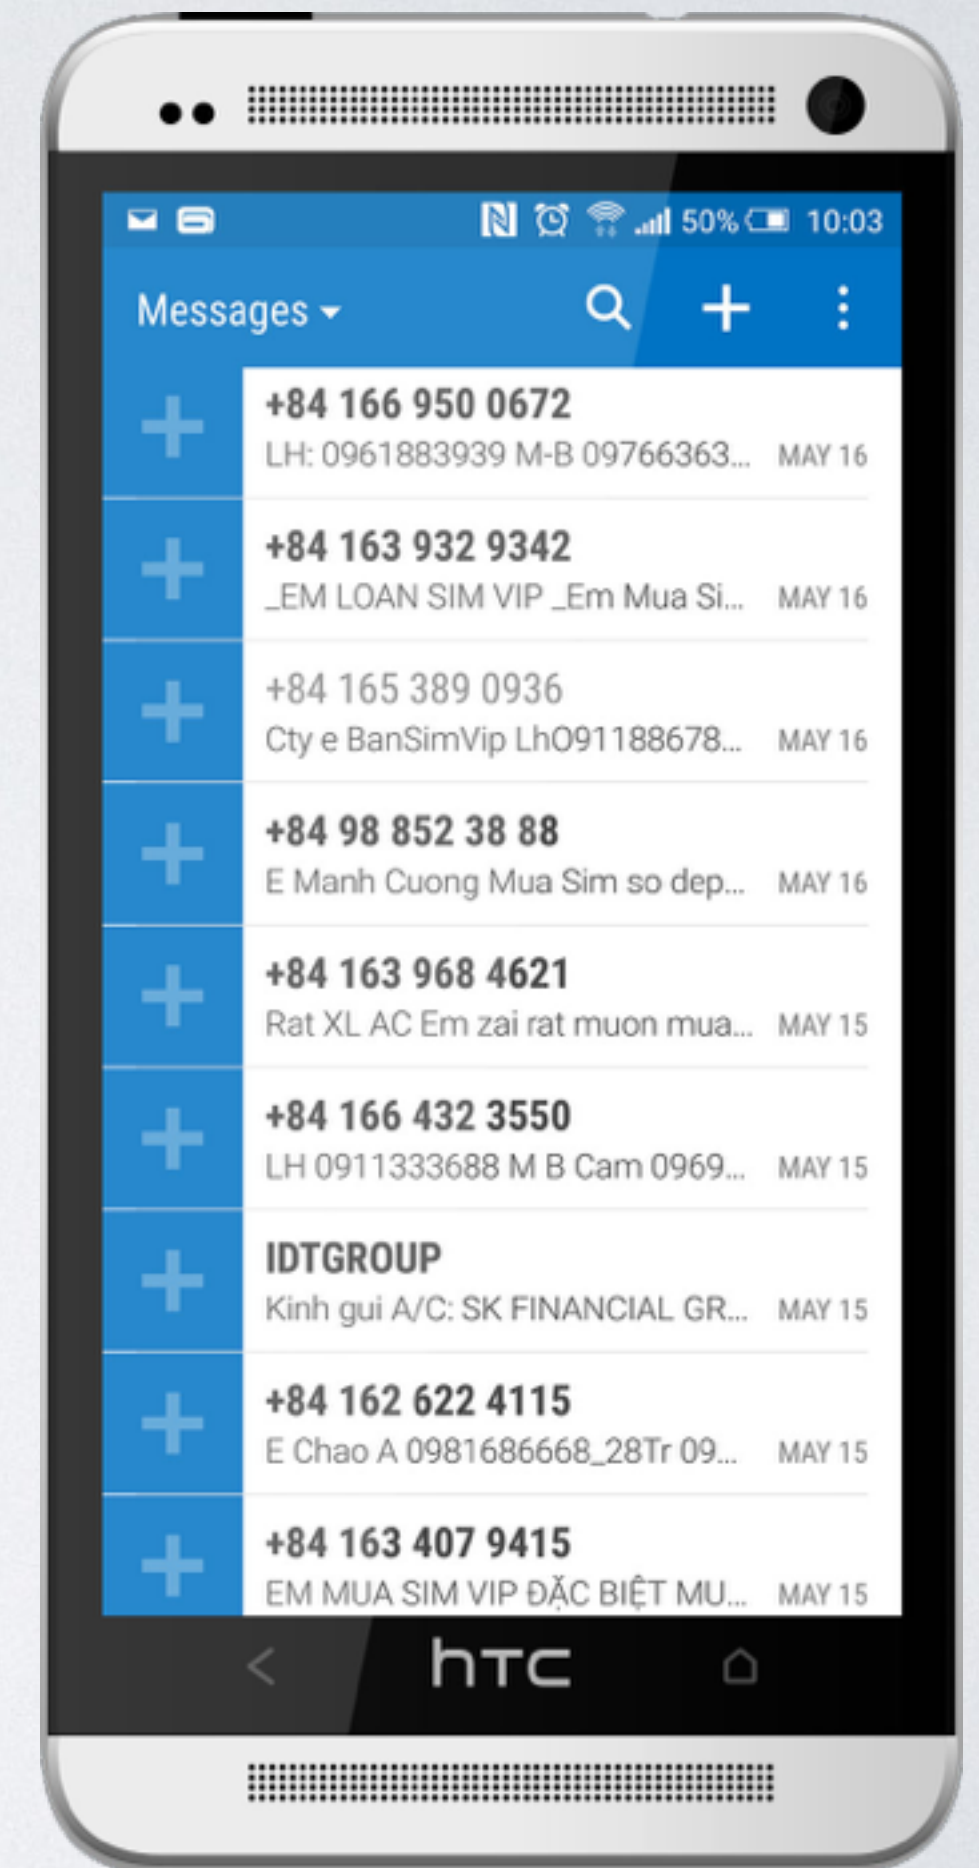 50% 10:03
Messages
+84 166 950 0672
LH: 0961883939 M-B 09766363... MAY 16
+84 163 932 9342
_EM LOAN SIM VIP _Em Mua Si... MAY 16
+84 165 389 0936
Cty e BanSimVip LhO91188678... MAY 16
+84 98 852 38 88
E Manh Cuong Mua Sim so dep... MAY 16
+84 163 968 4621
Rat XL AC Em zai rat muon mua... MAY 15
+84 166 432 3550
LH 0911333688 M B Cam 0969... MAY 15
IDTGROUP
Kinh gui A/C: SK FINANCIAL GR... MAY 15
+84 162 622 4115
E Chao A 0981686668_28Tr 09... MAY 15
+84 163 407 9415
EM MUA SIM VIP ĐẶC BIỆT MU... MAY 15
hTC